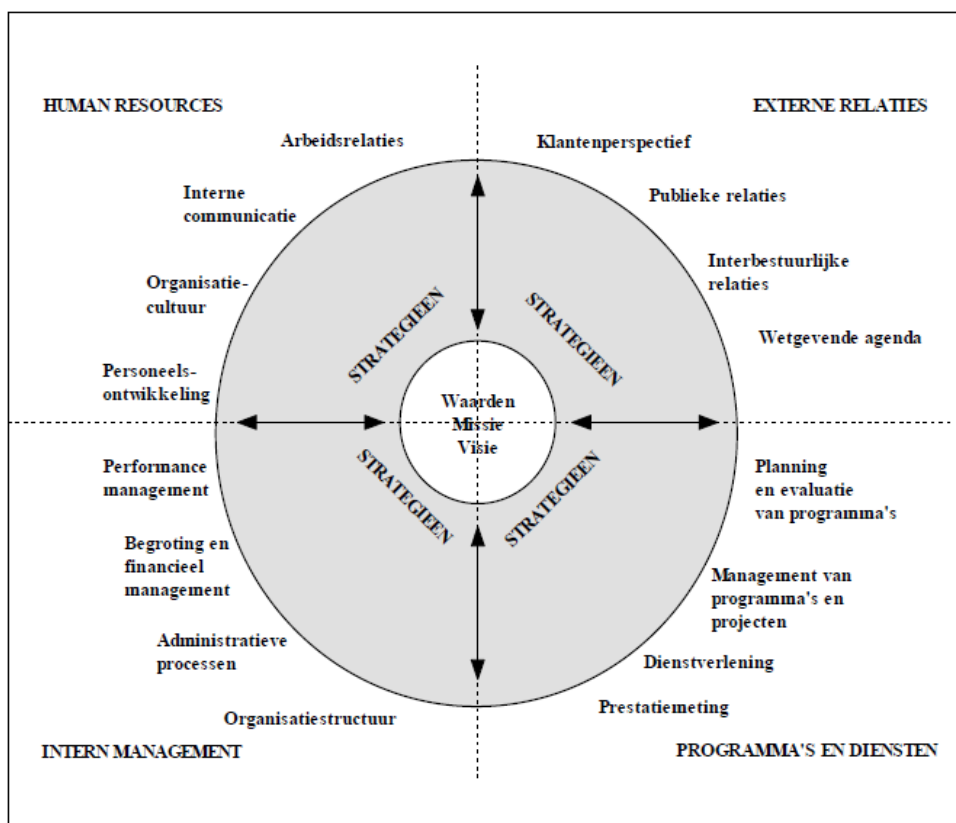 HUMAN RESOURCES
EXTERNE RELATIES
Arbeidsrelaties
Klantenperspectief
Interne
communicatie
Publieke relaties
Organisatie-
cultuur
Interbestuurlijke
relaties
STRATEGIEEN
STRATEGIEEN
Wetgevende agenda
Personeels-
ontwikkeling
Waarden
Missie
Visie
Performance
management
STRATEGIEEN
STRATEGIEEN
Planning
en evaluatie
van programma's
Begroting en
financieel
management
Management van
programma's en
projecten
Administratieve
processen
Dienstverlening
Organisatiestructuur
Prestatiemeting
INTERN MANAGEMENT
PROGRAMMA'S EN DIENSTEN